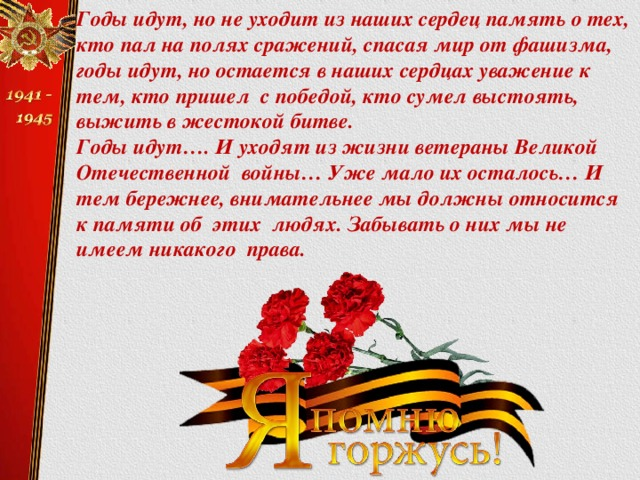 Годы идут, но не уходит из наших сердец память о тех,
кто пал на полях сражений, спасая мир от фашизма,
годы идут, но остается в наших сердцах уважение к
тем, кто пришел с победой, кто сумел выстоять,
выжить в жестокой битве.
Годы идут…. И уходят из жизни ветераны Великой
Отечественной войны… Уже мало их осталось… И
тем бережнее, внимательнее мы должны относится
к памяти об этих людях. Забывать о них мы не
имеем никакого права.
1941 -
1945
Я помню
горжусь!